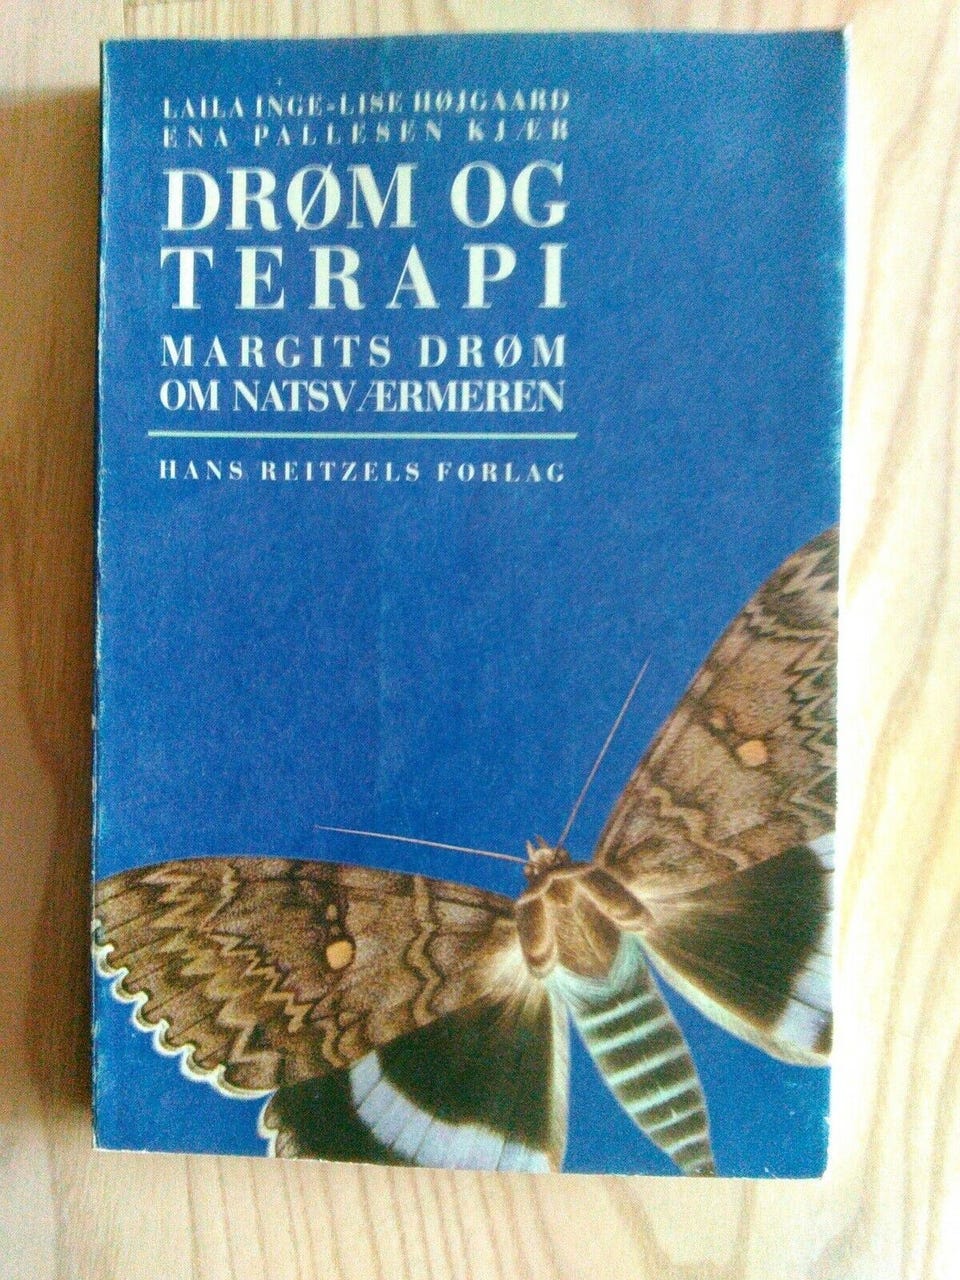 LAILA INGE-LISE HØJGAARD
ENA PALLESEN KJÆR
DRØM OG
TERAPI
MARGITS DRØM
OM NATSVÆRMEREN
HANS REITZELS FORLAG